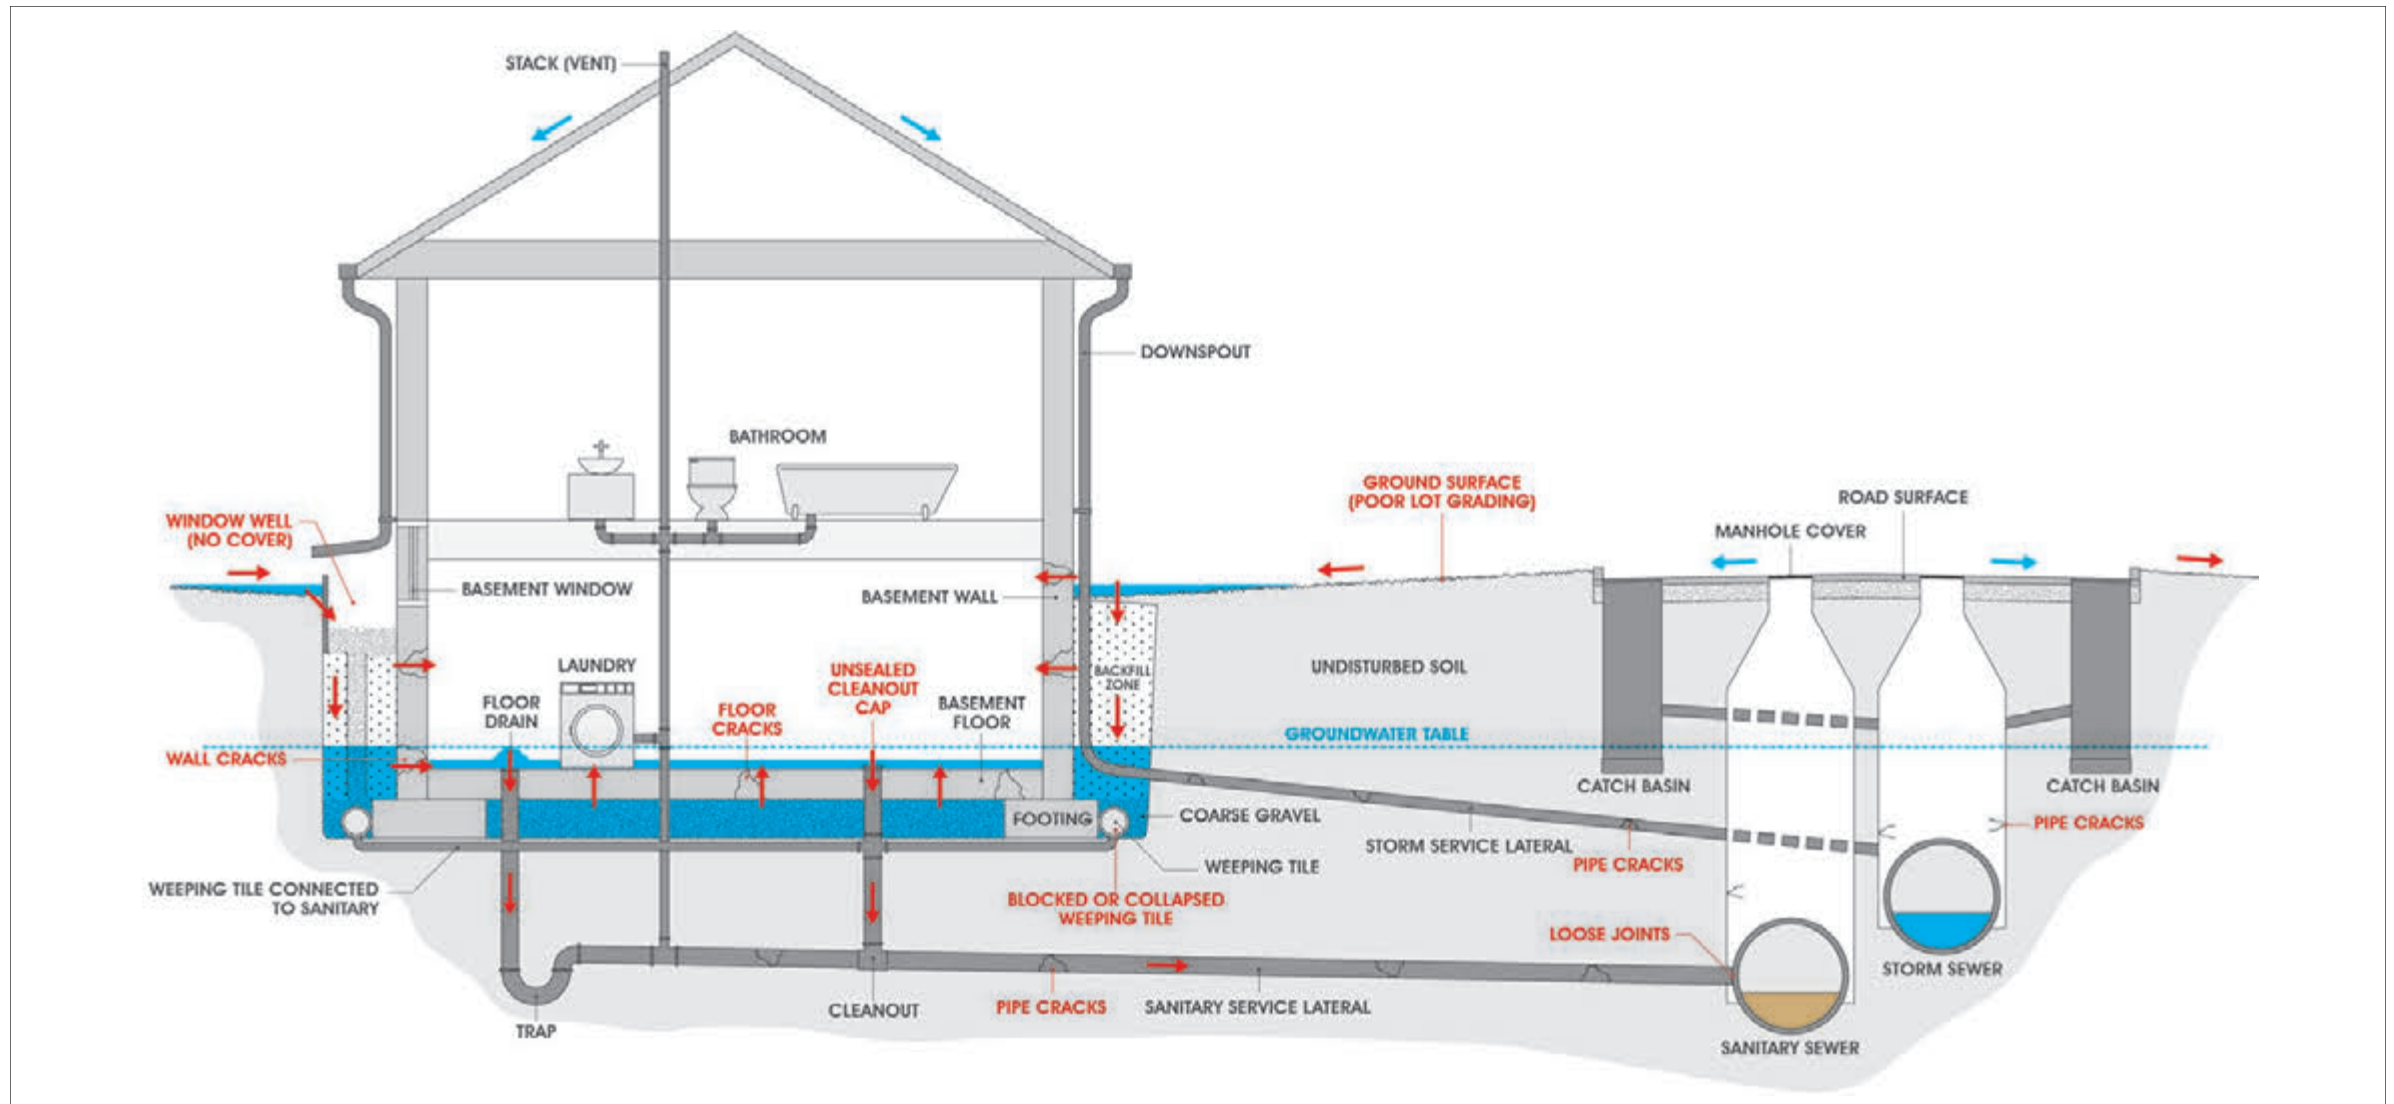 STACK (VENT)
DOWNSPOUT
BATHROOM
WINDOW WELL
(NO COVER)
GROUND SURFACE
(POOR LOT GRADING)
ROAD SURFACE
MANHOLE COVER
BASEMENT WINDOW
BASEMENT WALL
LAUNDRY
UNSEALED
CLEANOUT
CAP
BACKFILL
ZONE
UNDISTURBED SOIL
FLOOR
DRAIN
FLOOR
CRACKS
BASEMENT
FLOOR
GROUNDWATER TABLE
WALL CRACKS
CATCH BASIN
CATCH BASIN
FOOTING
COARSE GRAVEL
PIPE CRACKS
STORM SERVICE LATERAL
PIPE CRACKS
WEEPING TILE
WEEPING TILE CONNECTED
TO SANITARY
BLOCKED OR COLLAPSED
WEEPING TILE
LOOSE JOINTS
STORM SEWER
CLEANOUT
PIPE CRACKS
SANITARY SERVICE LATERAL
TRAP
SANITARY SEWER